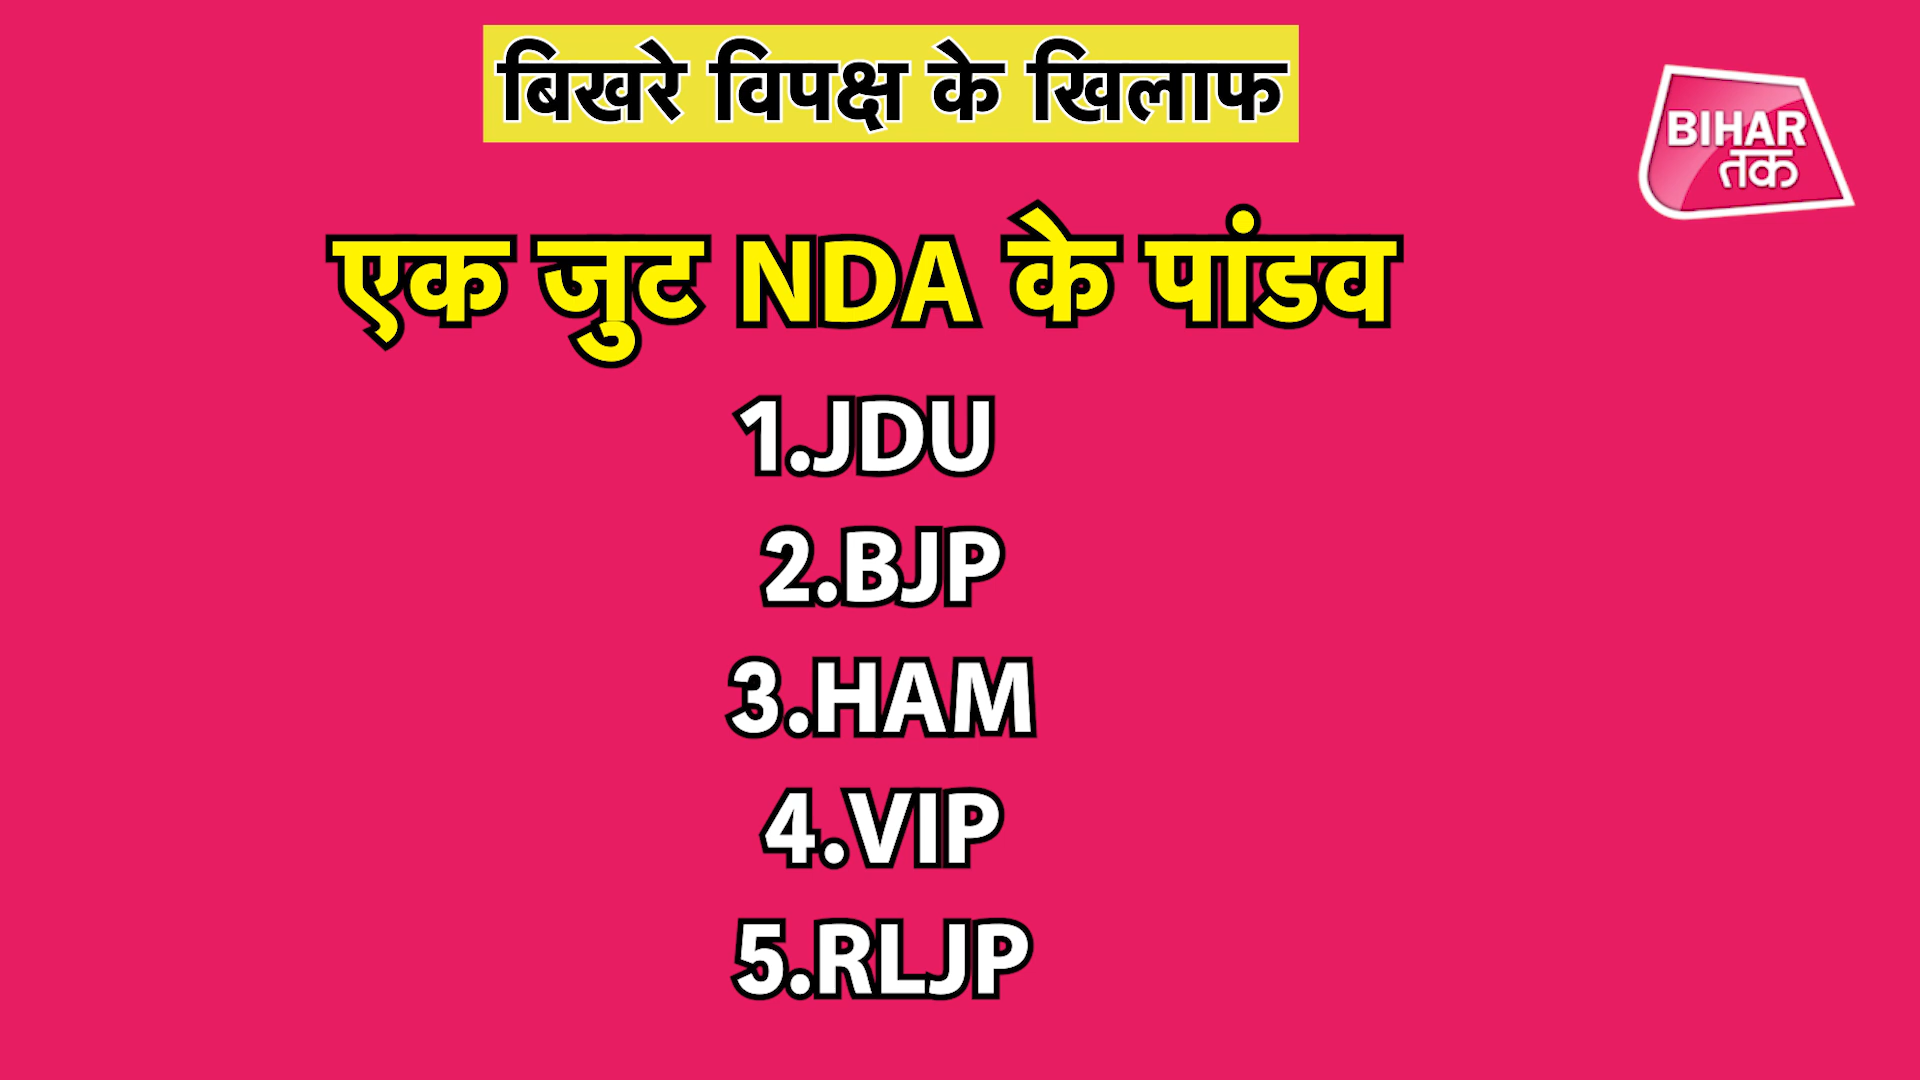 बिखरे विपक्ष के खिलाफ
BIHAR
तक
एक जुट NDA के पांडव
1.JDU
2.BJP
3.HAM
4.VIP
5.RLJP